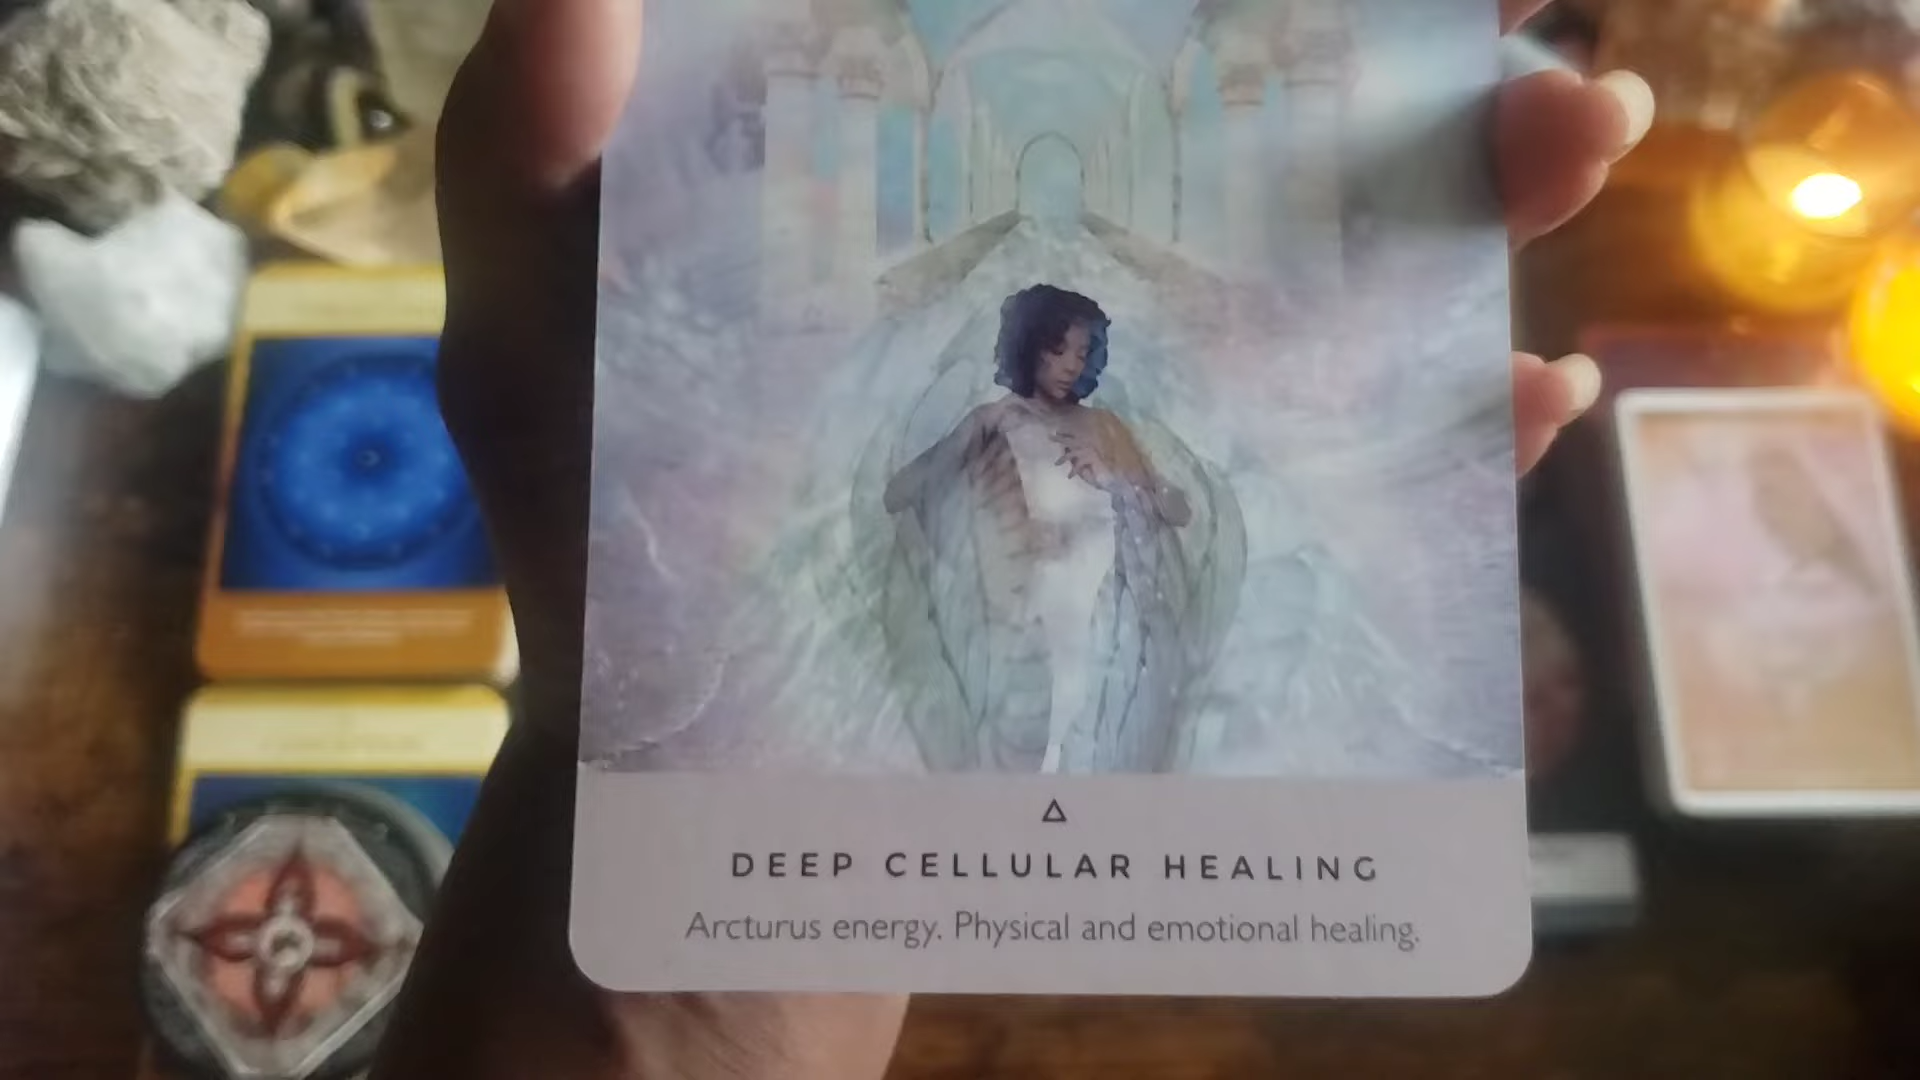 DEEP CELLULAR HEALING
Arcturus energy. Physical and emotional healing.